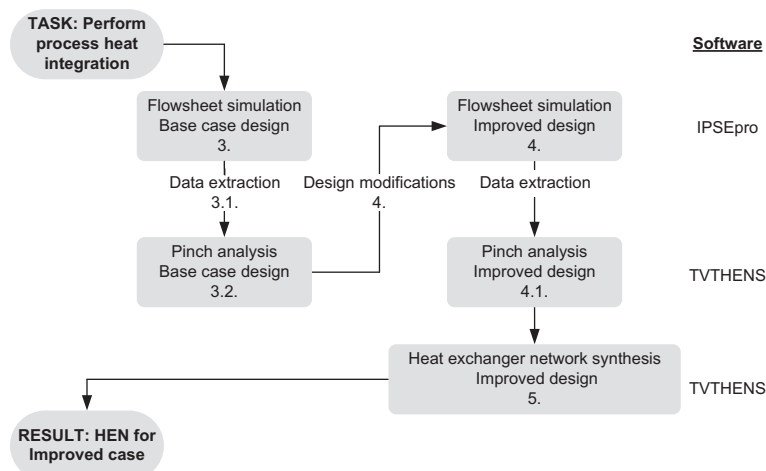 TASK: Perform
process heat
integration
Software
Flowsheet simulation
Base case design
3.
Flowsheet simulation
Improved design
4.
IPSEpro
Data extraction
3.1.
Design modifications
4.
Data extraction
Pinch analysis
Base case design
3.2.
Pinch analysis
Improved design
4.1.
TVTHENS
Heat exchanger network synthesis
Improved design
5.
TVTHENS
RESULT: HEN for
Improved case